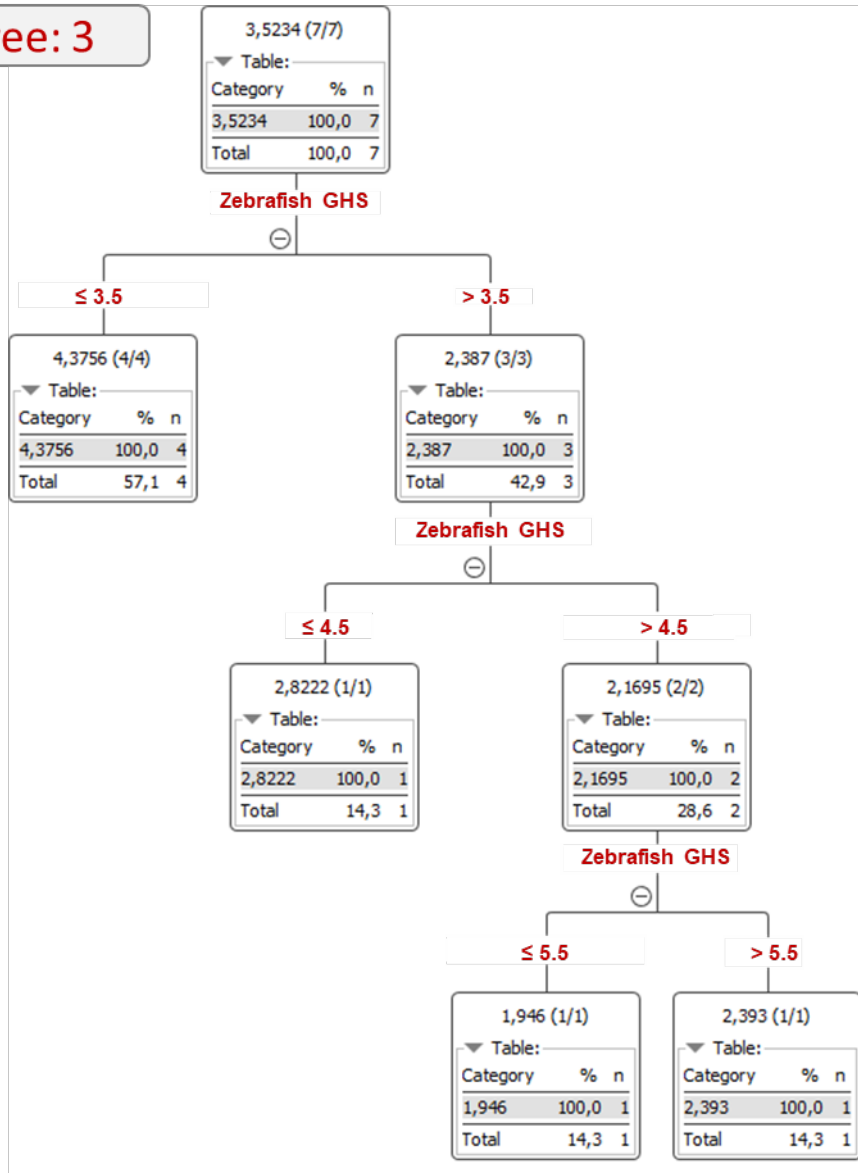 ee: 3
3,5234 (7/7)
Table:
Category % n
3,5234 100,0 7
Total 100,0 7
Zebrafish GHS
≤ 3.5
> 3.5
4,3756 (4/4)
Table:
Category % n
4,3756 100,0 4
Total 57,1 4
2,387 (3/3)
Table:
Category % n
2,387 100,0 3
Total 42,9 3
Zebrafish GHS
≤ 4.5
> 4.5
2,8222 (1/1)
Table:
Category % n
2,8222 100,0 1
Total 14,3 1
2,1695 (2/2)
Table:
Category % n
2,1695 100,0 2
Total 28,6 2
Zebrafish GHS
≤ 5.5
> 5.5
1,946 (1/1)
Table:
Category % n
1,946 100,0 1
Total 14,3 1
2,393 (1/1)
Table:
Category % n
2,393 100,0 1
Total 14,3 1